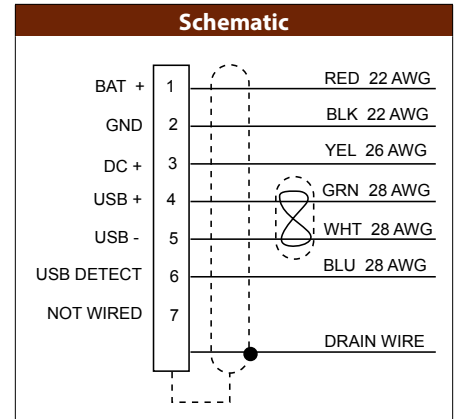 Schematic
BAT + 1 RED 22 AWG
GND 2 BLK 22 AWG
DC + 3 YEL 26 AWG
USB + 4 GRN 28 AWG
USB - 5 WHT 28 AWG
USB DETECT 6 BLU 28 AWG
NOT WIRED 7
DRAIN WIRE